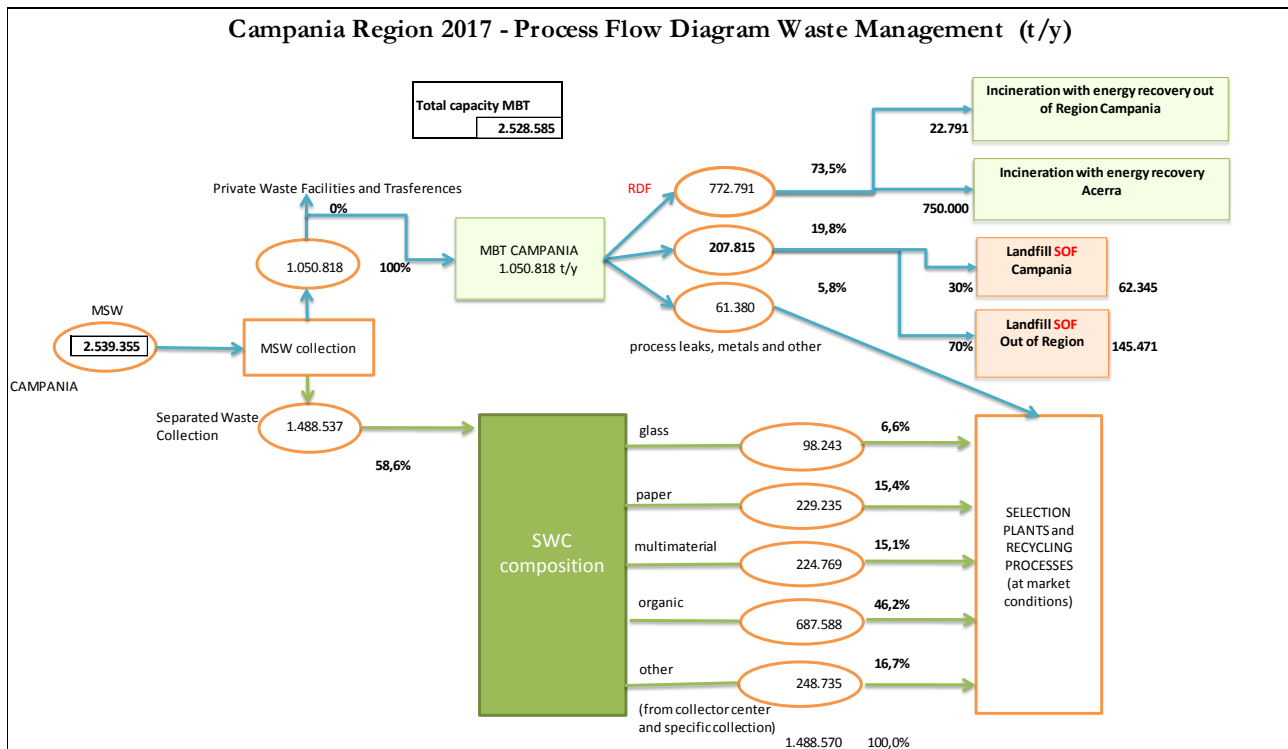 Campania Region 2017 - Process Flow Diagram Waste Management (t/y)
Total capacity MBT
2.528.585
Incineration with energy recovery out
of Region Campania
22.791
Private Waste Facilities and Trasferences
0%
RDF
772.791
73,5%
Incineration with energy recovery
Acerra
750.000
1.050.818
100%
MBT CAMPANIA
1.050.818 t/y
207.815
19,8%
Landfill SOF
Campania
30%
62.345
61.380
5,8%
process leaks, metals and other
Landfill SOF
Out of Region
70%
145.471
MSW
2.539.355
CAMPANIA
MSW collection
Separated Waste
Collection
1.488.537
58,6%
SWC
composition
glass
98.243
6,6%
paper
229.235
15,4%
multimaterial
224.769
15,1%
organic
687.588
46,2%
other
248.735
16,7%
(from collector center
and specific collection)
1.488.570
100,0%
SELECTION
PLANTS and
RECYCLING
PROCESSES
(at market
conditions)